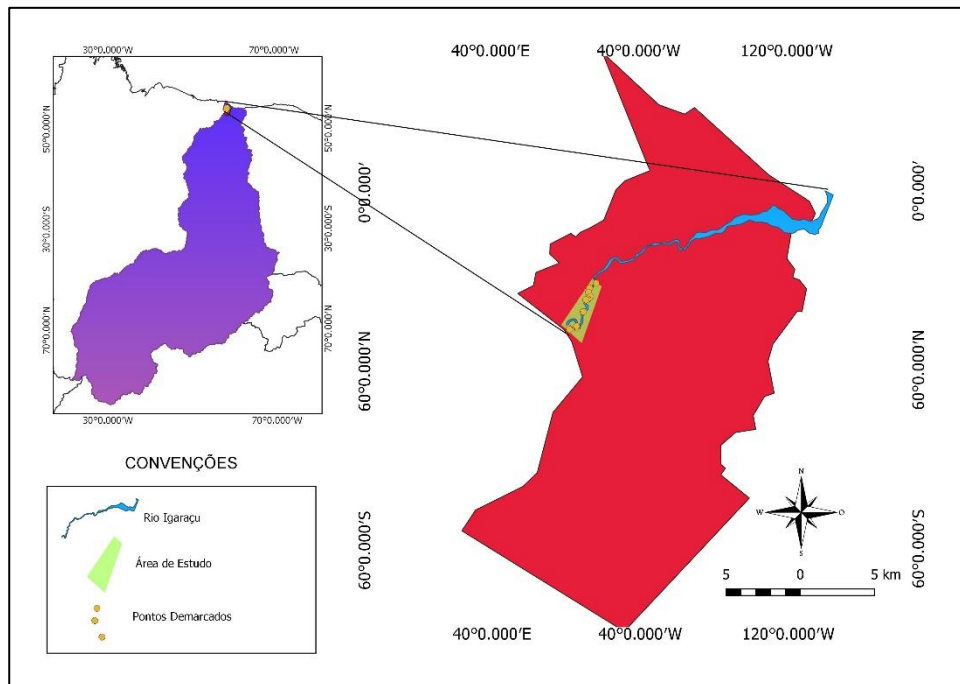 30°0.000'W 70°0.000'W
50°0.000'N 50°0.000'N
30°0.000'S 30°0.000'S
70°0.000'N 70°0.000'N
30°0.000'W 70°0.000'W
40°0.000'E 40°0.000'W 120°0.000'W
0°0.000' 0°0.000'
60°0.000'N 60°0.000'N
60°0.000'S 60°0.000'S
40°0.000'E 40°0.000'W 120°0.000'W
CONVENÇÕES
Rio Igaraçu
Área de Estudo
Pontos Demarcados
N
W O
S
5 0 5 km